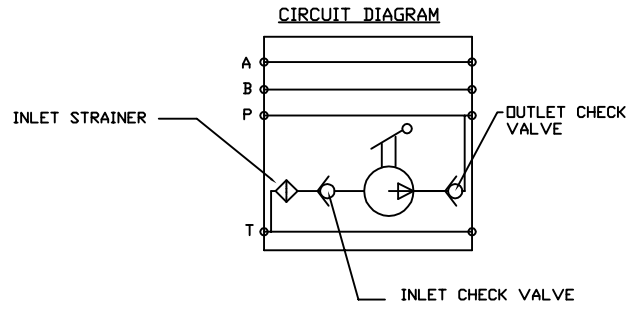 CIRCUIT DIAGRAM
A
B
P
INLET STRAINER
OUTLET CHECK
VALVE
T
INLET CHECK VALVE